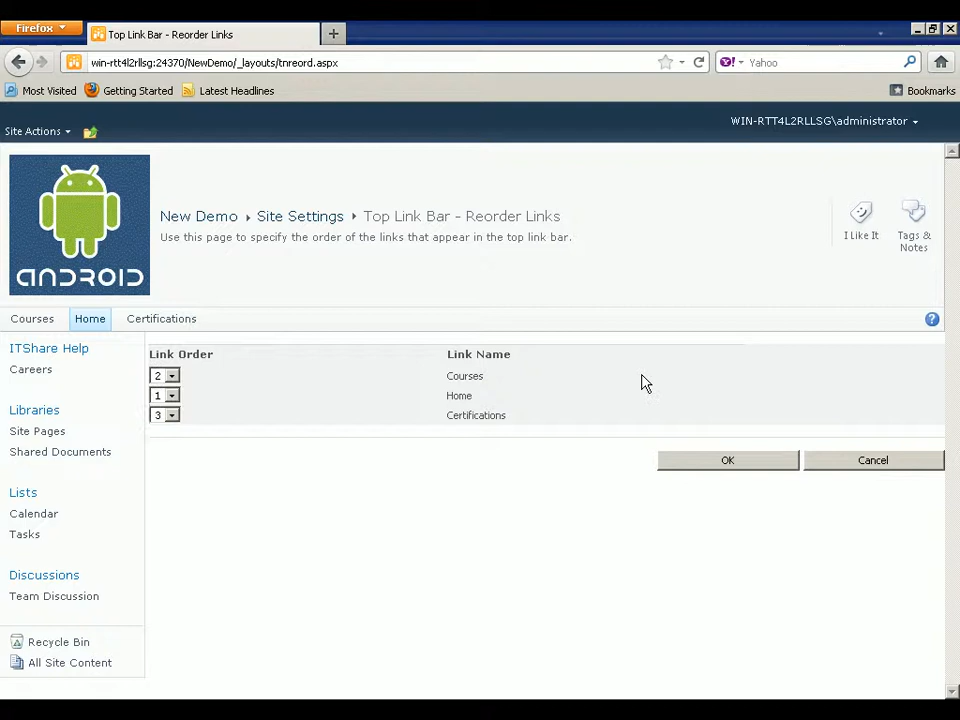 Firefox
Top Link Bar - Reorder Links
win-rtt4l2rllsg:24370/NewDemo/_layouts/tnreord.aspx
Yahoo
Most Visited
Getting Started
Latest Headlines
Bookmarks
Site Actions
WIN-RTT4L2RLLSG\administrator
ANDROID
New Demo
Site Settings
Top Link Bar - Reorder Links
Use this page to specify the order of the links that appear in the top link bar.
I Like It
Tags &
Notes
Courses
Home
Certifications
ITShare Help
Careers
Libraries
Site Pages
Shared Documents
Lists
Calendar
Tasks
Discussions
Team Discussion
Recycle Bin
All Site Content
Link Order
Link Name
2
Courses
1
Home
3
Certifications
OK
Cancel